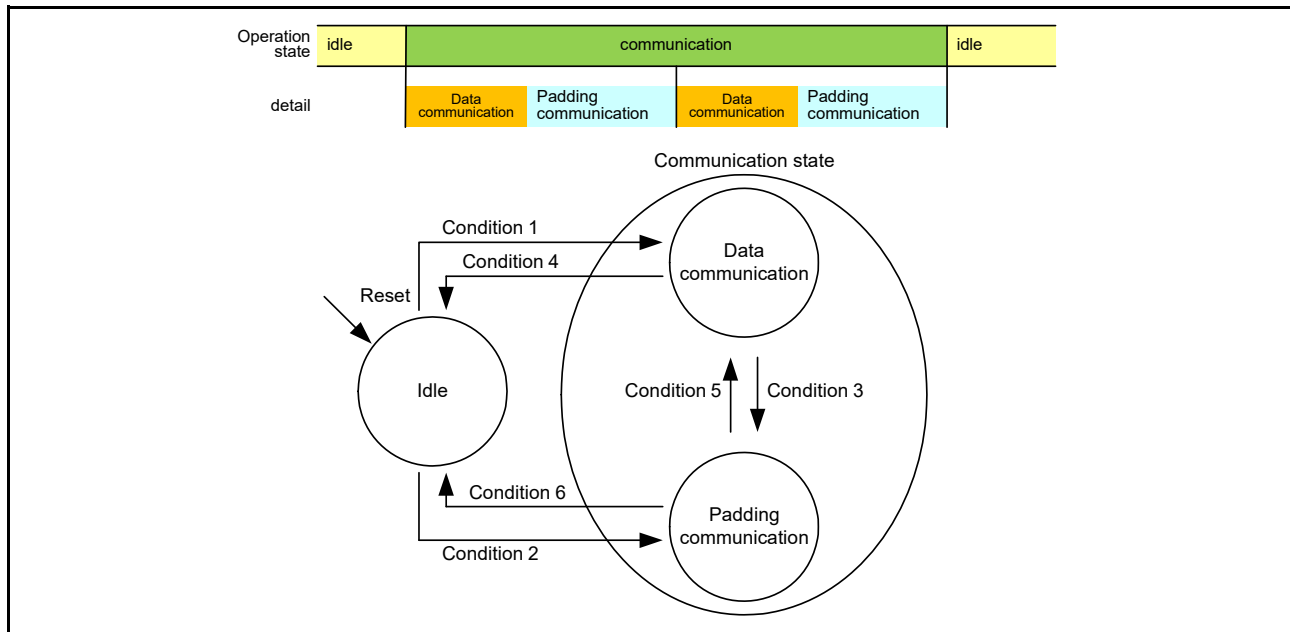 Operation
state
idle
communication
idle
detail
Data
communication
Padding
communication
Data
communication
Padding
communication
Communication state
Condition 1
Data
communication
Condition 4
Reset
Idle
Condition 5
Condition 3
Condition 6
Padding
communication
Condition 2